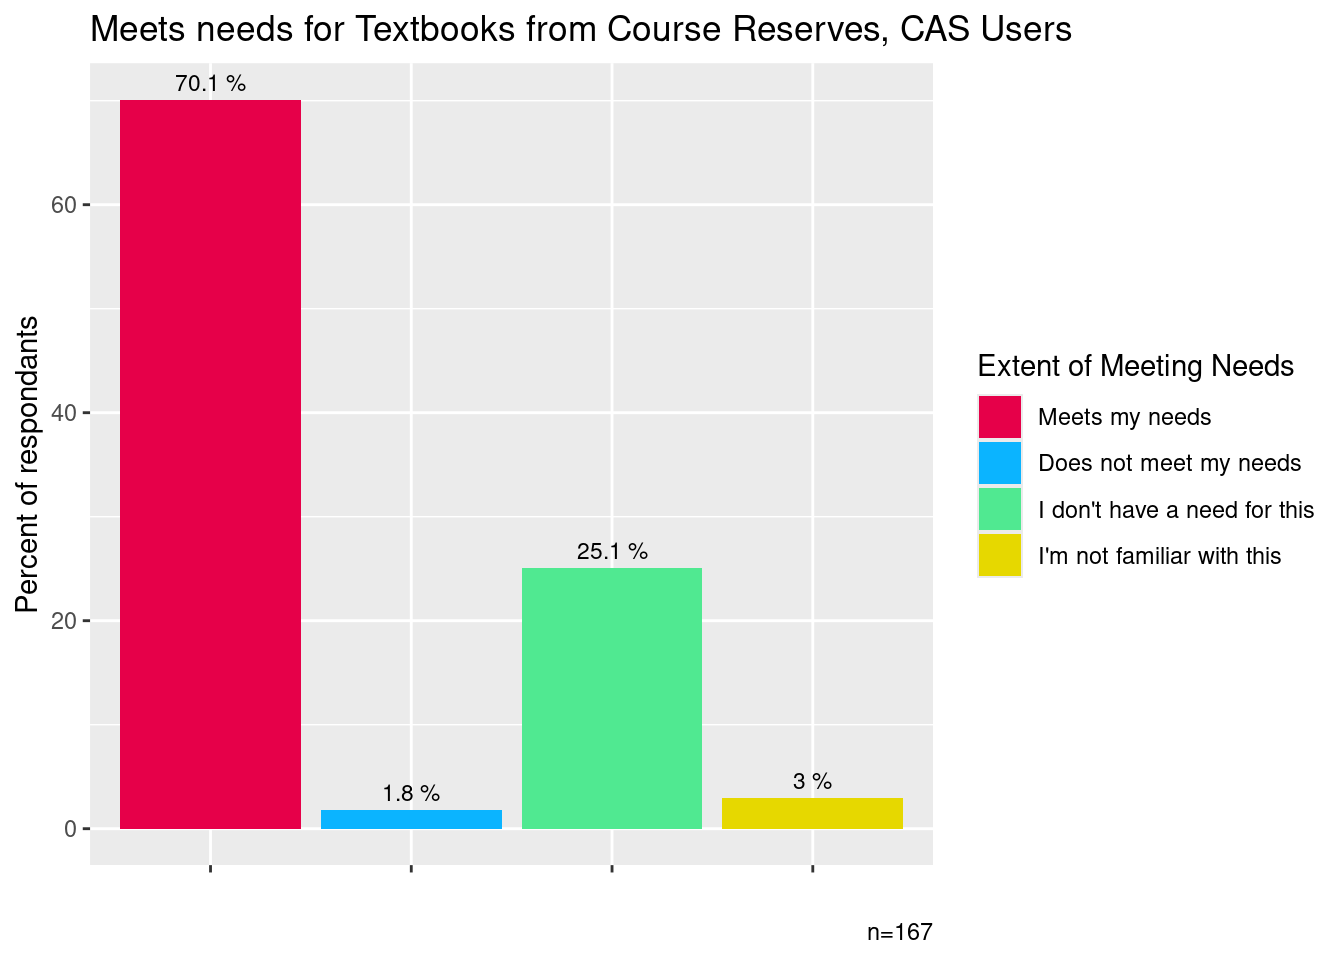 Meets needs for Textbooks from Course Reserves, CAS Users
70.1 %
1.8 %
25.1 %
3 %
60
40
20
0
Percent of respondants
Extent of Meeting Needs
Meets my needs
Does not meet my needs
I don't have a need for this
I'm not familiar with this
n=167